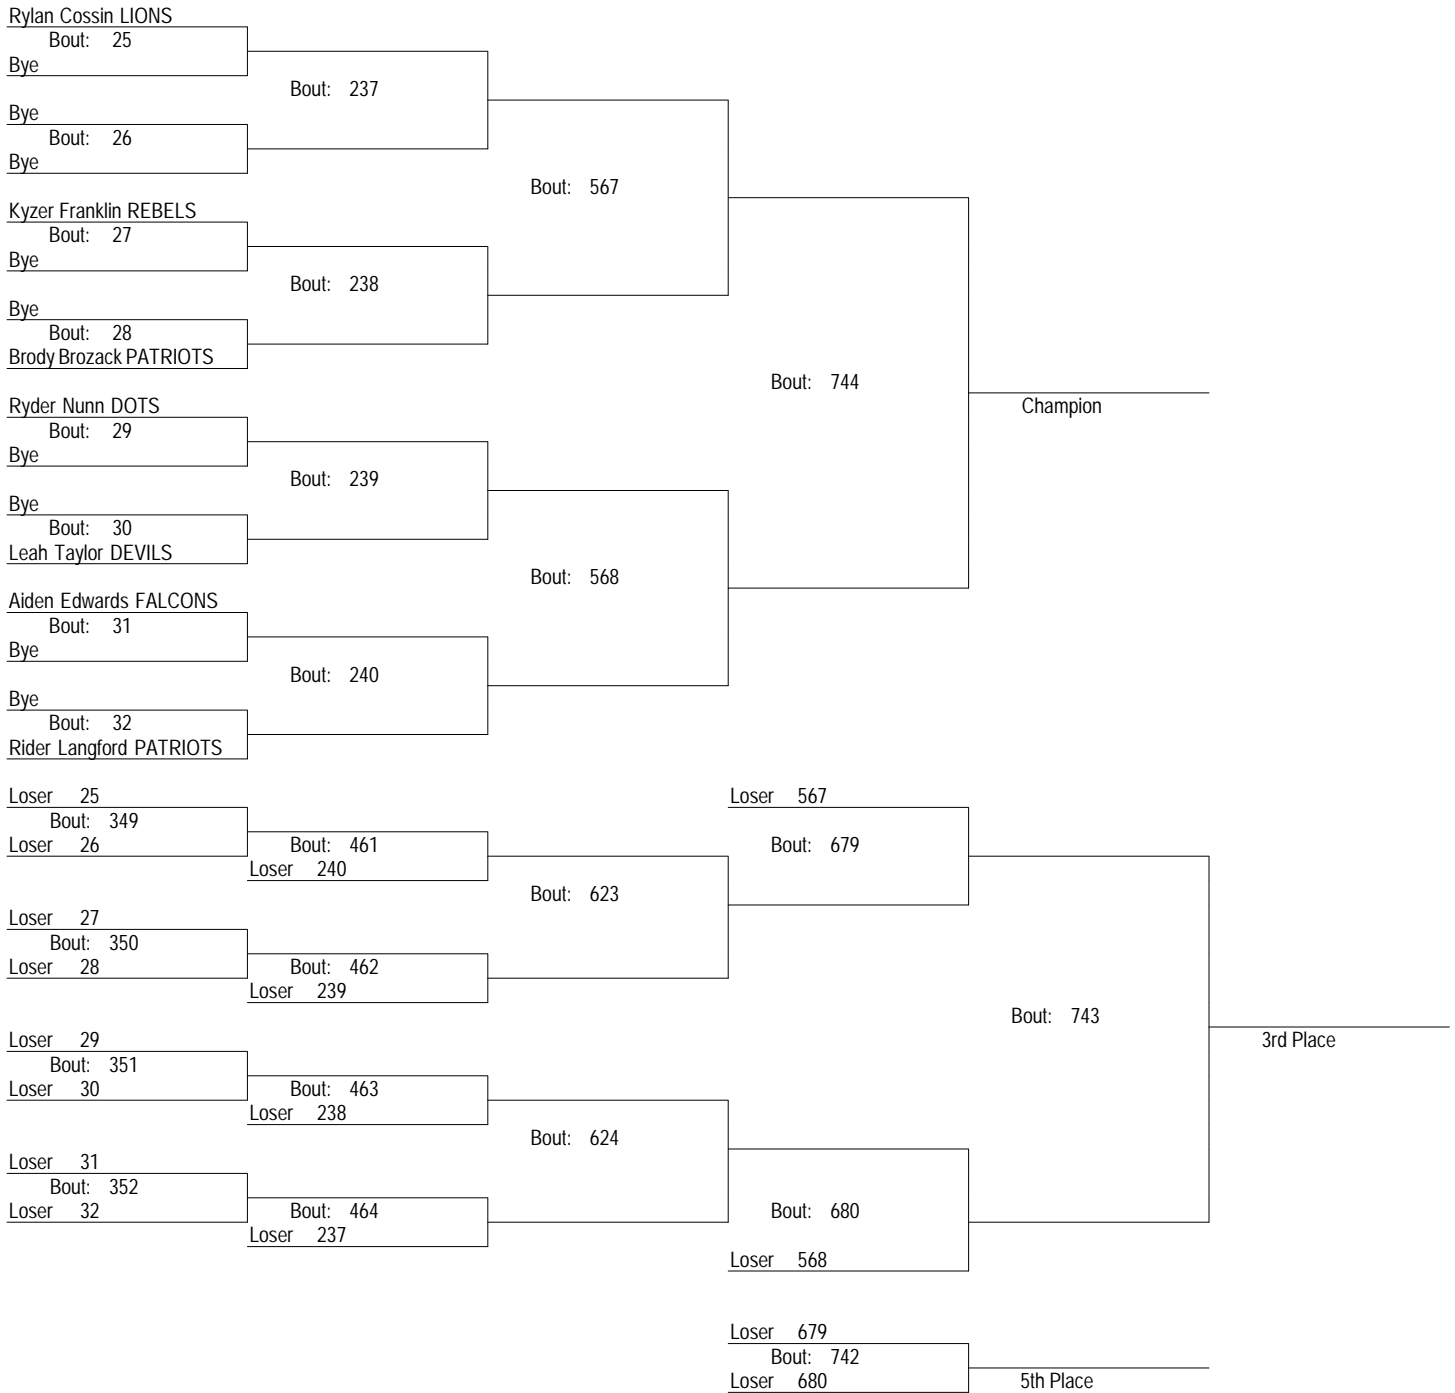 Rylan Cossin LIONS
Bout: 25
Bye
Bout: 237
Bye
Bout: 26
Bye
Bout: 567
Kyzer Franklin REBELS
Bout: 27
Bye
Bout: 238
Bye
Bout: 28
Brody Brozack PATRIOTS
Bout: 744
Champion
Ryder Nunn DOTS
Bout: 29
Bye
Bout: 239
Bye
Bout: 30
Leah Taylor DEVILS
Bout: 568
Aiden Edwards FALCONS
Bout: 31
Bye
Bout: 240
Bye
Bout: 32
Rider Langford PATRIOTS
Loser 25
Bout: 349
Loser 26
Bout: 461
Loser 240
Bout: 623
Loser 567
Bout: 679
Loser 27
Bout: 350
Loser 28
Bout: 462
Loser 239
Bout: 743
3rd Place
Loser 29
Bout: 351
Loser 30
Bout: 463
Loser 238
Bout: 624
Loser 31
Bout: 352
Loser 32
Bout: 464
Loser 237
Bout: 680
Loser 568
Loser 679
Bout: 742
Loser 680
5th Place